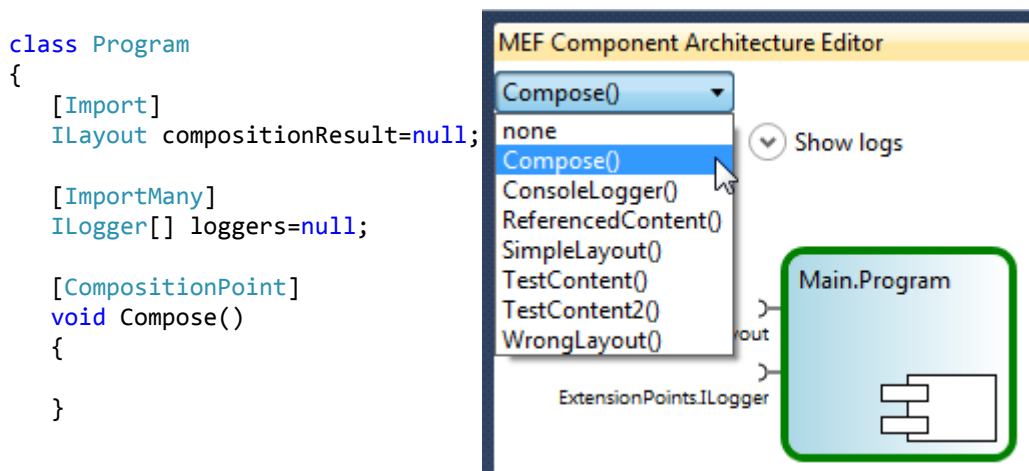 class Program
{
[Import]
ILayout compositionResult=null;
[ImportMany]
ILogger[] loggers=null;
[CompositionPoint]
void Compose()
{
}
MEF Component Architecture Editor
Compose()
none
Compose()
ConsoleLogger()
ReferencedContent()
SimpleLayout()
TestContent()
TestContent2()
WrongLayout()
Show logs
Main.Program
yout
ExtensionPoints.ILogger